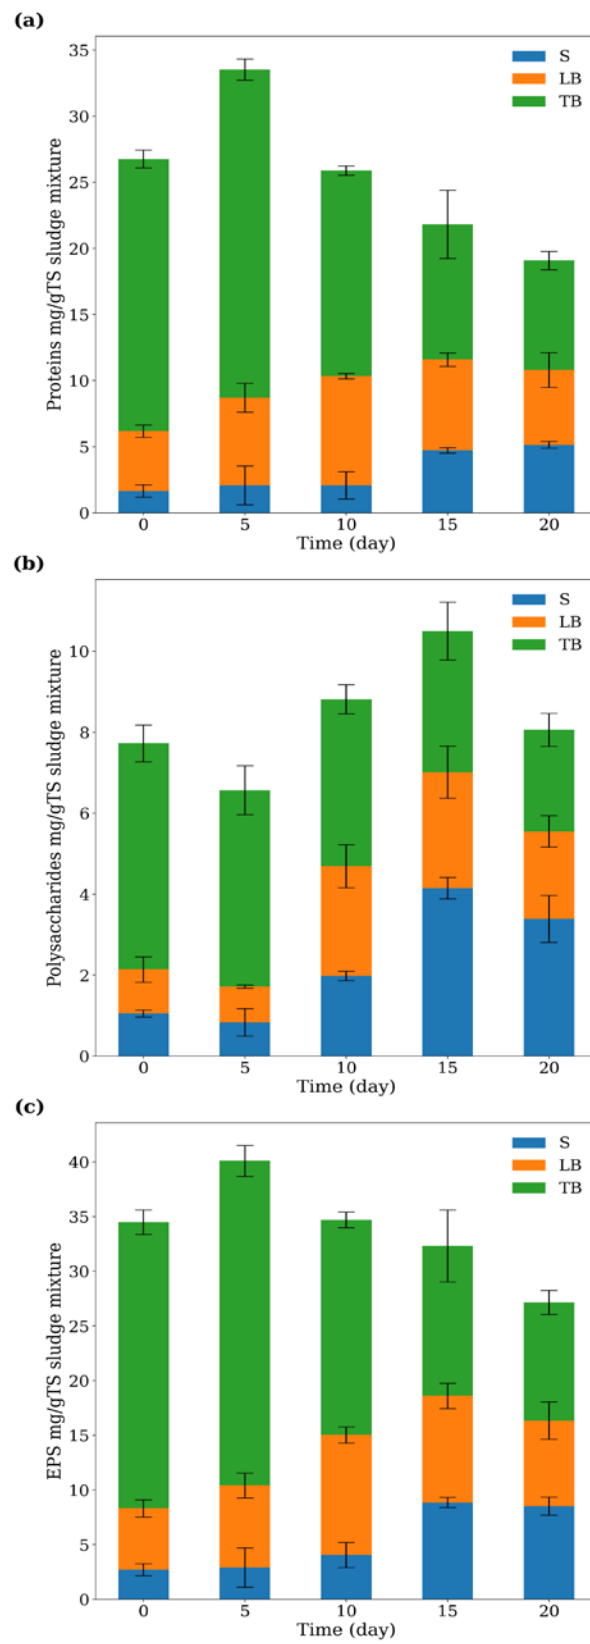 (a)
35
30
25
20
15
10
5
0
Proteins mg/gTS sludge mixture
S
LB
TB
0 5 10 15 20
Time (day)
(b)
10
8
6
4
2
0
Polysaccharides mg/gTS sludge mixture
S
LB
TB
0 5 10 15 20
Time (day)
(c)
40
35
30
25
20
15
10
5
0
EPS mg/gTS sludge mixture
S
LB
TB
0 5 10 15 20
Time (day)